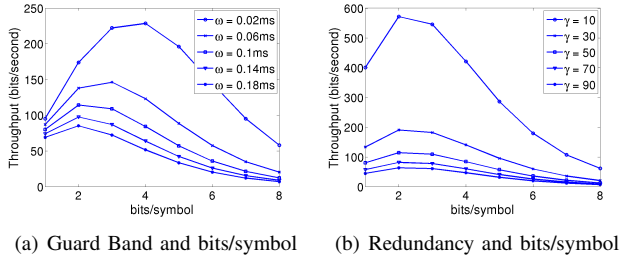 250
200
150
100
50
0
Throughput (bits/second)
2
4
6
8
bits/symbol
ω = 0.02ms
ω = 0.06ms
ω = 0.1ms
ω = 0.14ms
ω = 0.18ms
(a) Guard Band and bits/symbol
600
500
400
300
200
100
0
Throughput (bits/second)
2
4
6
8
bits/symbol
γ = 10
γ = 30
γ = 50
γ = 70
γ = 90
(b) Redundancy and bits/symbol